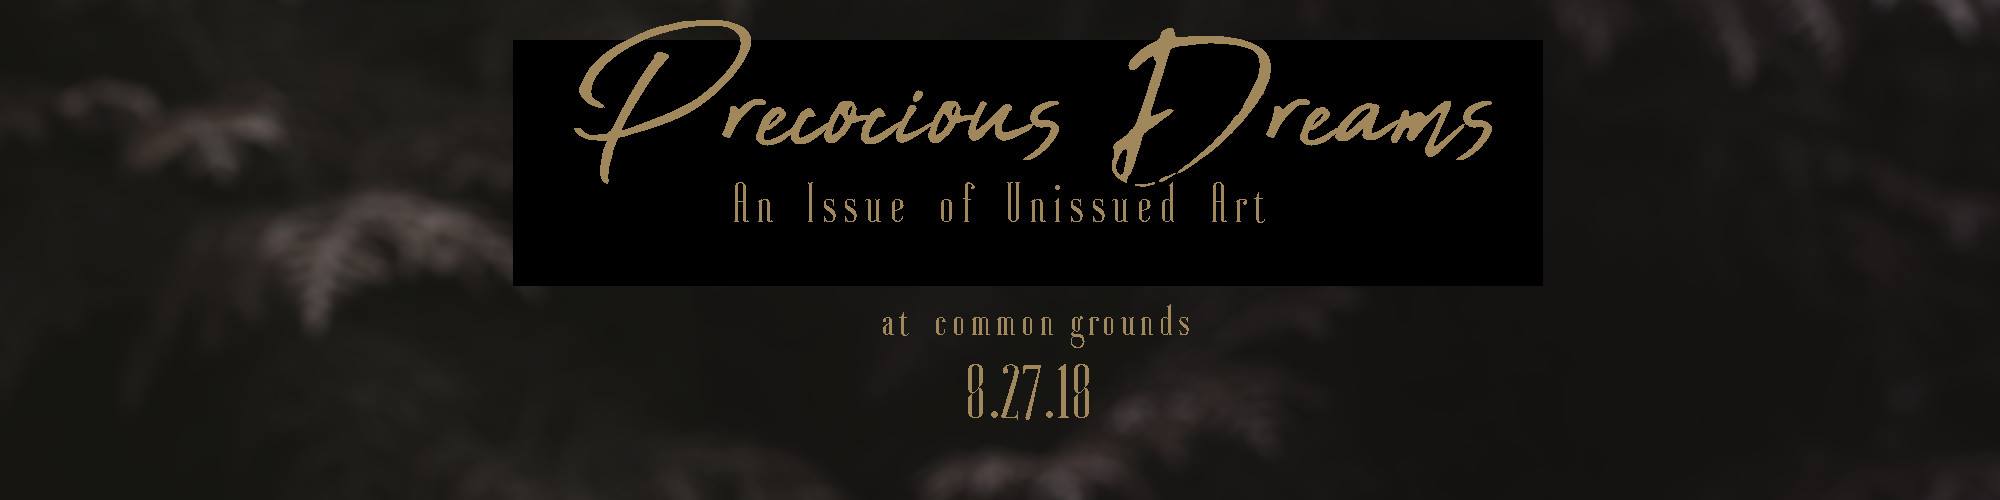 Precocious Dreams
An Issue of Unissued Art
at common grounds
8.27.18